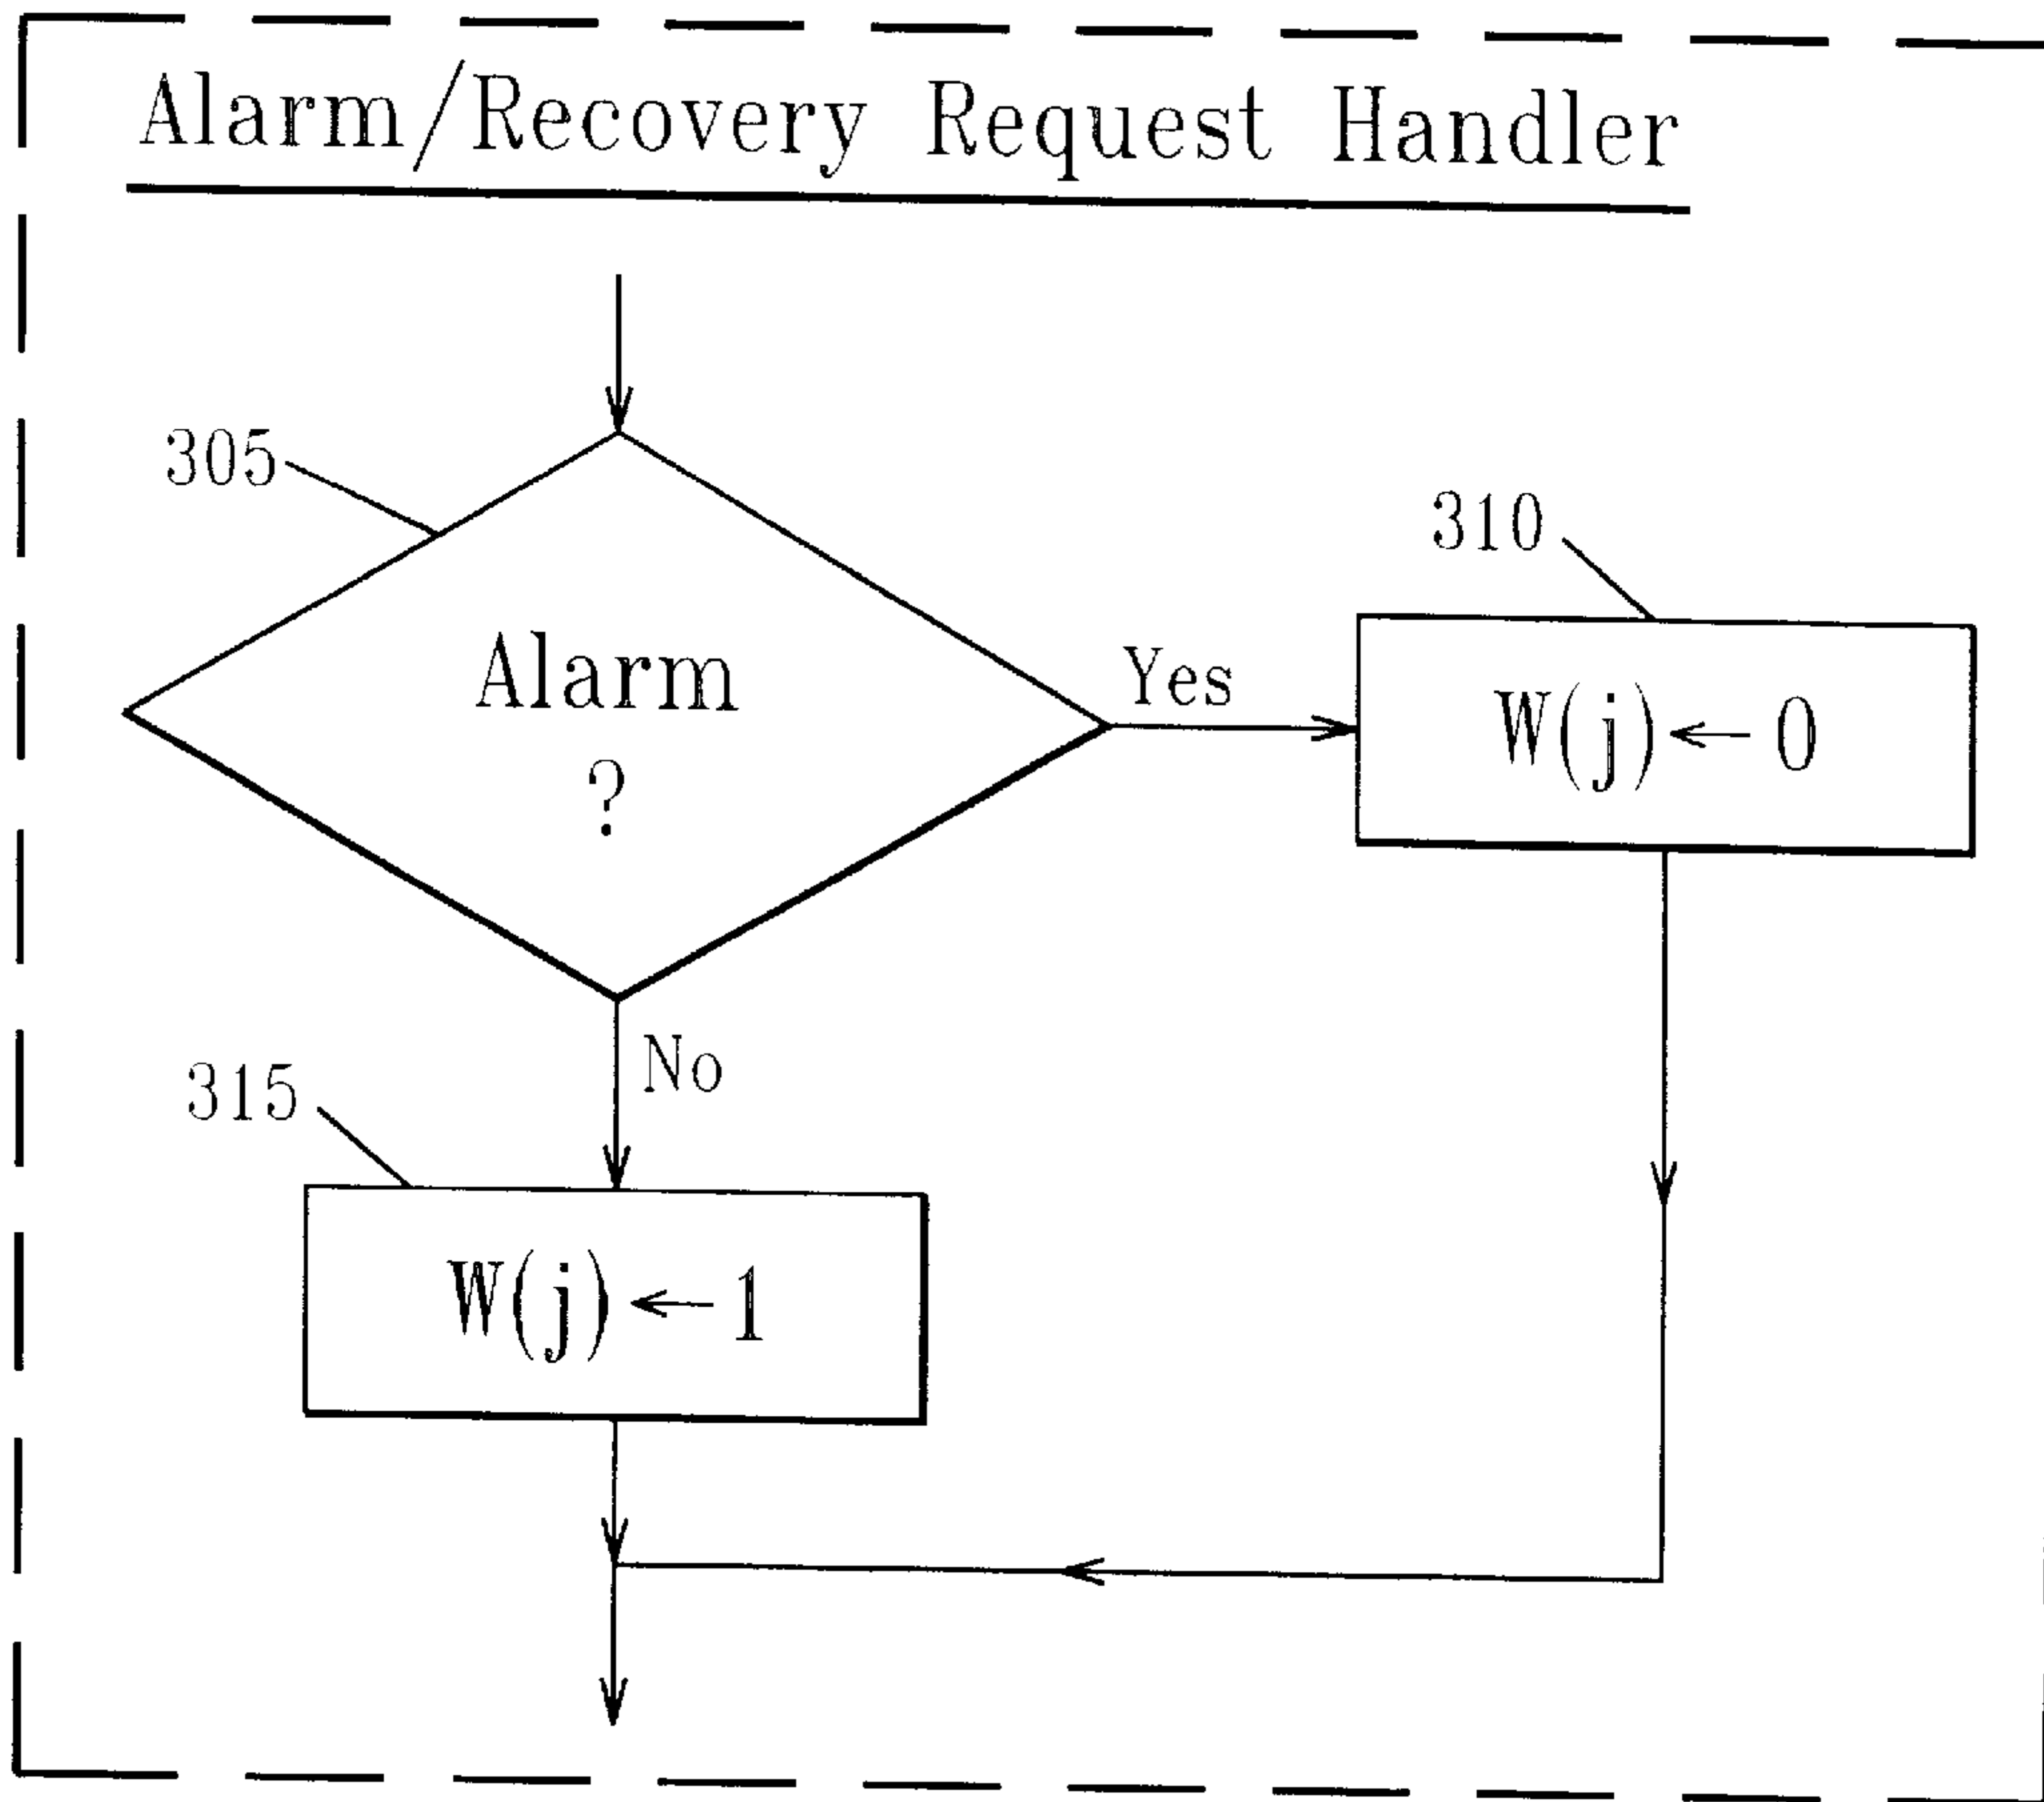 Alarm/Recovery Request Handler
305
310
Alarm
?
Yes
W(j)← 0
No
315
W(j)←1